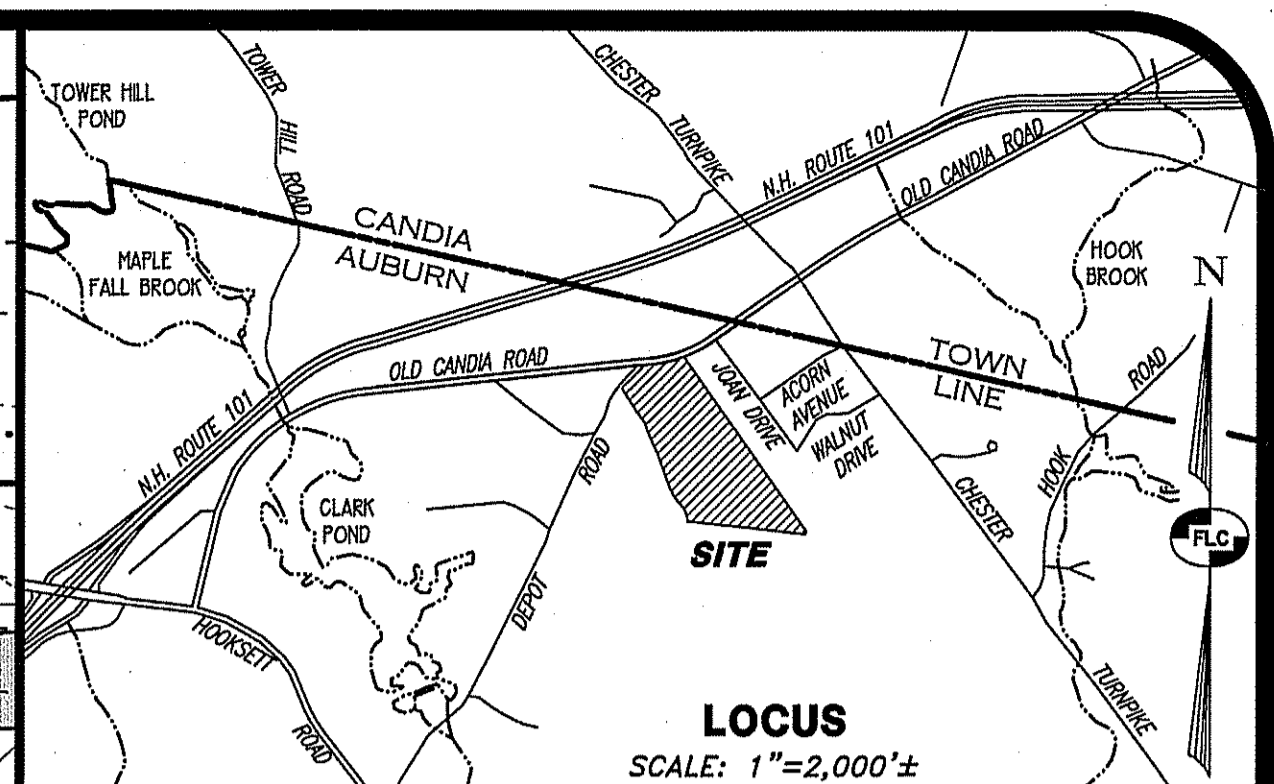 TOWER HILL ROAD
CHESTER TURNPIKE
TOWER HILL
POND
N.H. ROUTE 101
OLD CANDIA ROAD
CANDIA
AUBURN
MAPLE
FALL BROOK
HOOK
BROOK
N
OLD CANDIA ROAD
JOAN DRIVE
ACORN
AVENUE
WALNUT
DRIVE
TOWN
LINE
HOOK ROAD
N.H. ROUTE 101
CLARK
POND
DEPOT ROAD
SITE
CHESTER TURNPIKE
FLC
HOOKSETT ROAD
LOCUS
SCALE: 1"=2,000'±